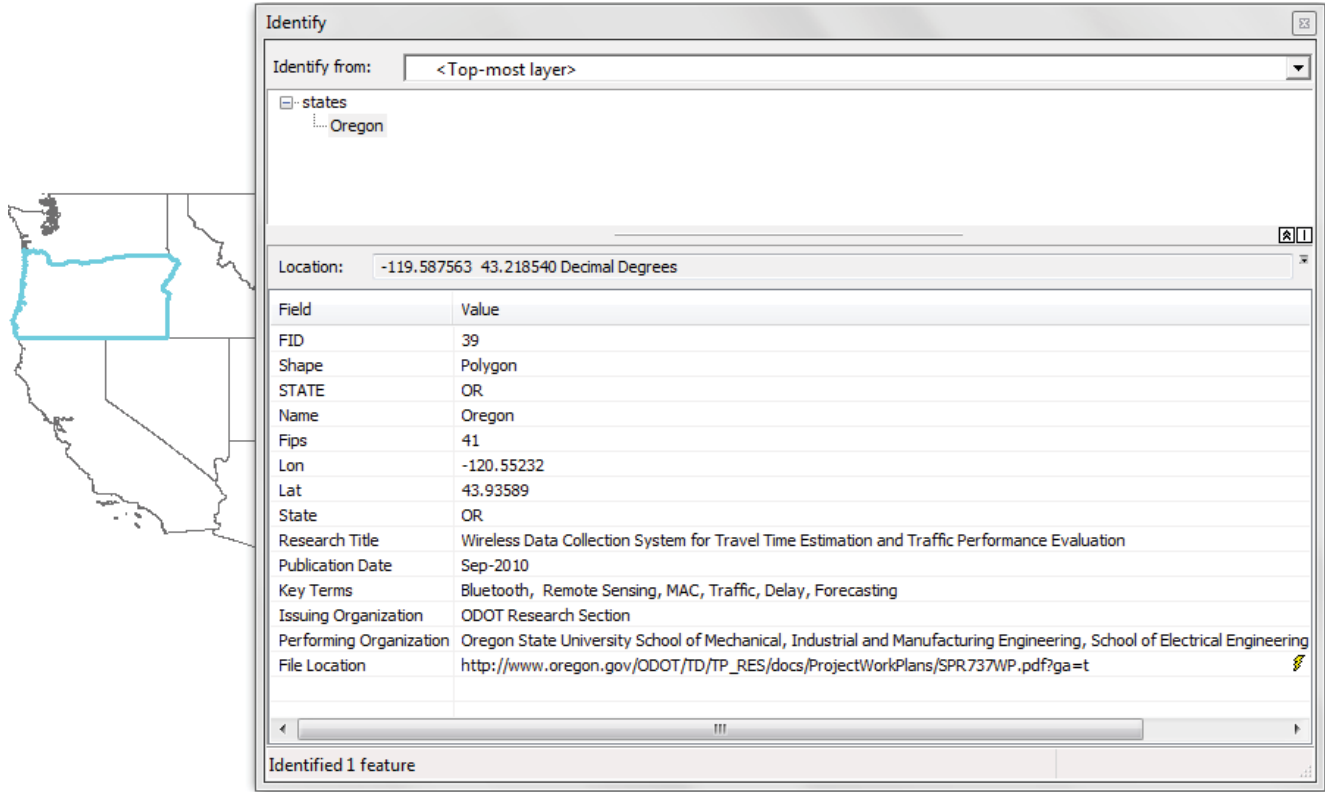 Identify
Identify from: <Top-most layer>
states
Oregon
Location: -119.587563 43.218540 Decimal Degrees
Field Value
FID 39
Shape Polygon
STATE OR
Name Oregon
Fips 41
Lon -120.55232
Lat 43.93589
State OR
Research Title Wireless Data Collection System for Travel Time Estimation and Traffic Performance Evaluation
Publication Date Sep-2010
Key Terms Bluetooth, Remote Sensing, MAC, Traffic, Delay, Forecasting
Issuing Organization ODOT Research Section
Performing Organization Oregon State University School of Mechanical, Industrial and Manufacturing Engineering, School of Electrical Engineering
File Location http://www.oregon.gov/ODOT/TD/TP_RES/docs/ProjectWorkPlans/SPR737WP.pdf?ga=t
Identified 1 feature